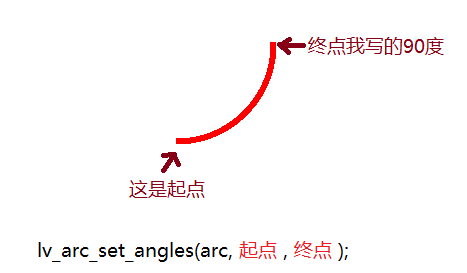 终点我写的90度
这是起点
lv_arc_set_angles(arc, 起点 , 终点 );